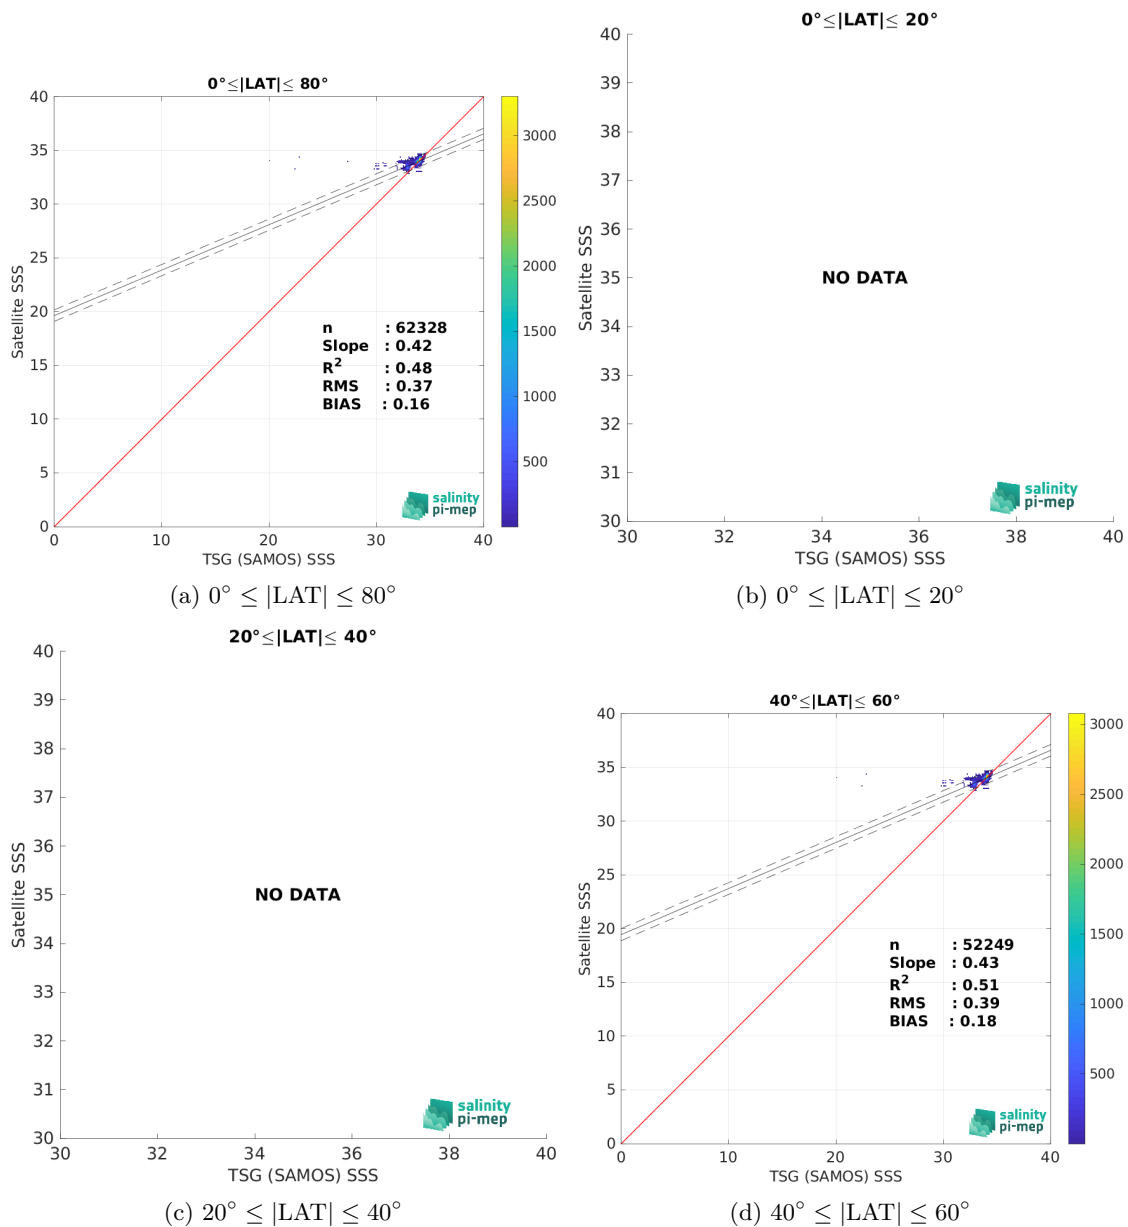 0°≤|LAT|≤ 80°
40
35
30
25
20
15
10
5
0
Satellite SSS
3000
2500
2000
1500
1000
500
n : 62328
Slope : 0.42
R² : 0.48
RMS : 0.37
BIAS : 0.16
salinity
pi-mep
0 10 20 30 40
TSG (SAMOS) SSS
(a) 0° ≤ |LAT| ≤ 80°
0°≤|LAT|≤ 20°
40
39
38
37
36
35
34
33
32
31
30
Satellite SSS
NO DATA
salinity
pi-mep
30 32 34 36 38 40
TSG (SAMOS) SSS
(b) 0° ≤ |LAT| ≤ 20°
20°≤|LAT|≤ 40°
40
39
38
37
36
35
34
33
32
31
30
Satellite SSS
NO DATA
salinity
pi-mep
30 32 34 36 38 40
TSG (SAMOS) SSS
(c) 20° ≤ |LAT| ≤ 40°
40°≤|LAT|≤ 60°
40
35
30
25
20
15
10
5
0
Satellite SSS
3000
2500
2000
1500
1000
500
n : 52249
Slope : 0.43
R² : 0.51
RMS : 0.39
BIAS : 0.18
salinity
pi-mep
0 10 20 30 40
TSG (SAMOS) SSS
(d) 40° ≤ |LAT| ≤ 60°